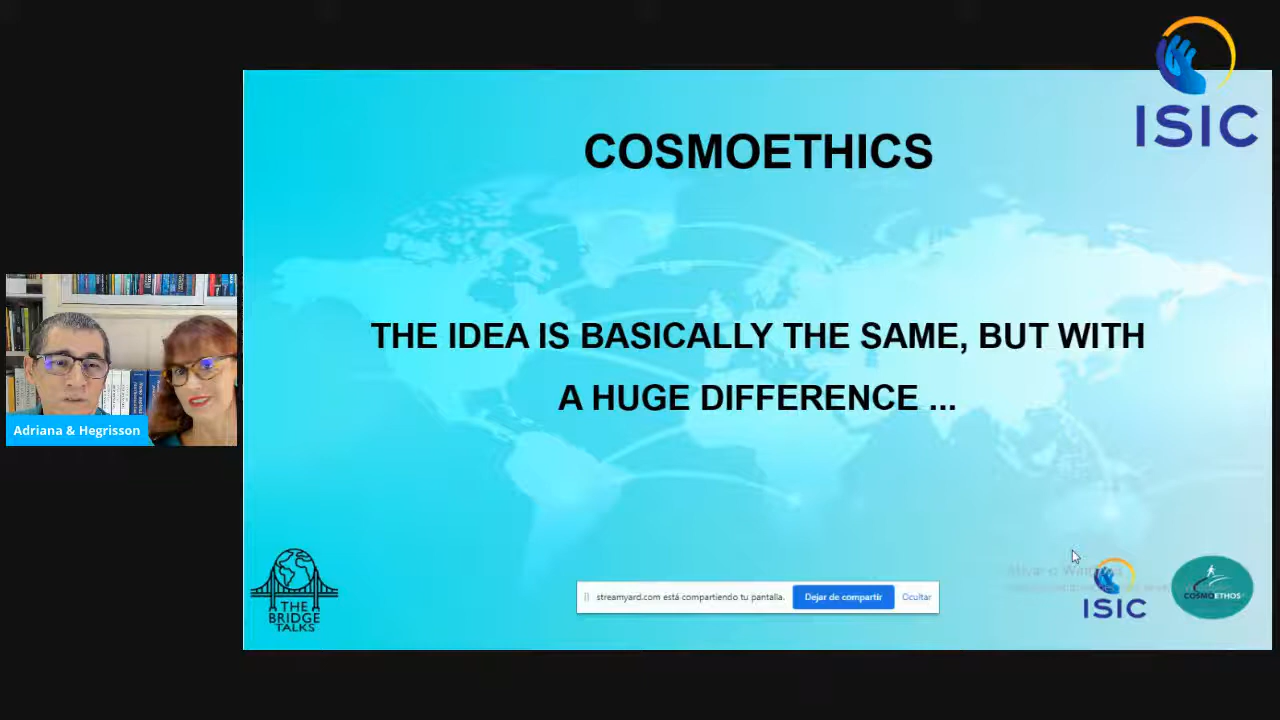 ISIC
COSMOETHICS
THE IDEA IS BASICALLY THE SAME, BUT WITH
A HUGE DIFFERENCE ...
Adriana & Hegrisson
THE
BRIDGE
TALKS
streamyard.com está compartiendo tu pantalla.
Dejar de compartir
Ocultar
ISIC
COSMOETHOS